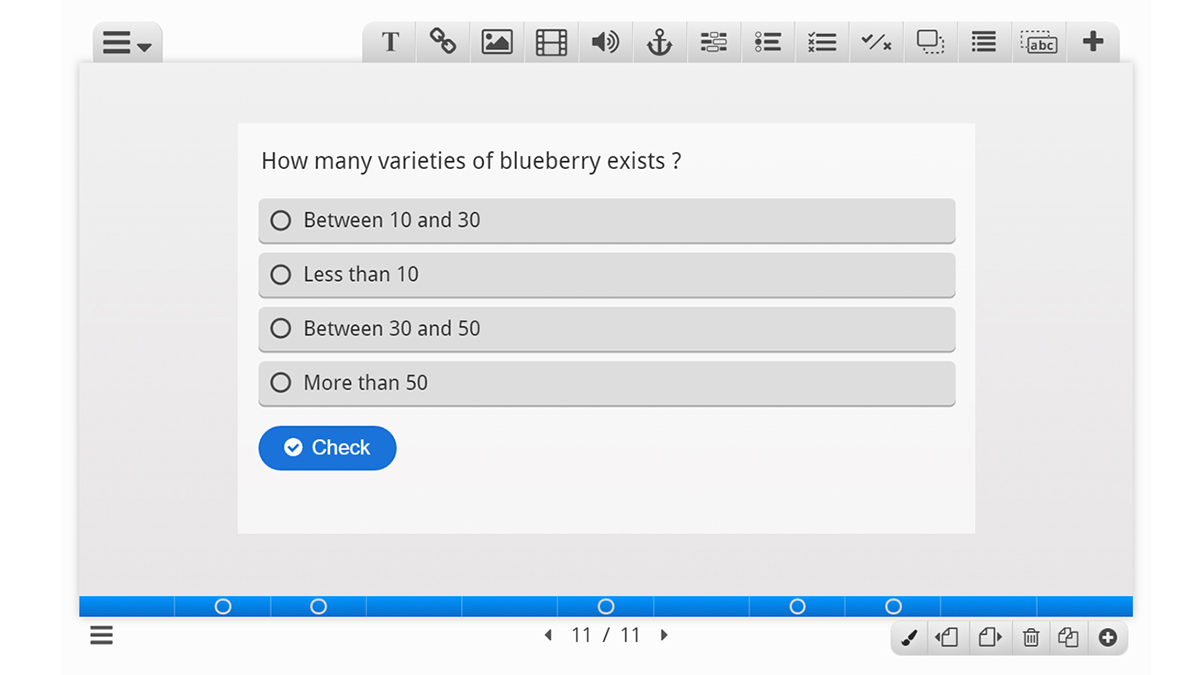 T
abc
How many varieties of blueberry exists ?
Between 10 and 30
Less than 10
Between 30 and 50
More than 50
Check
11 / 11